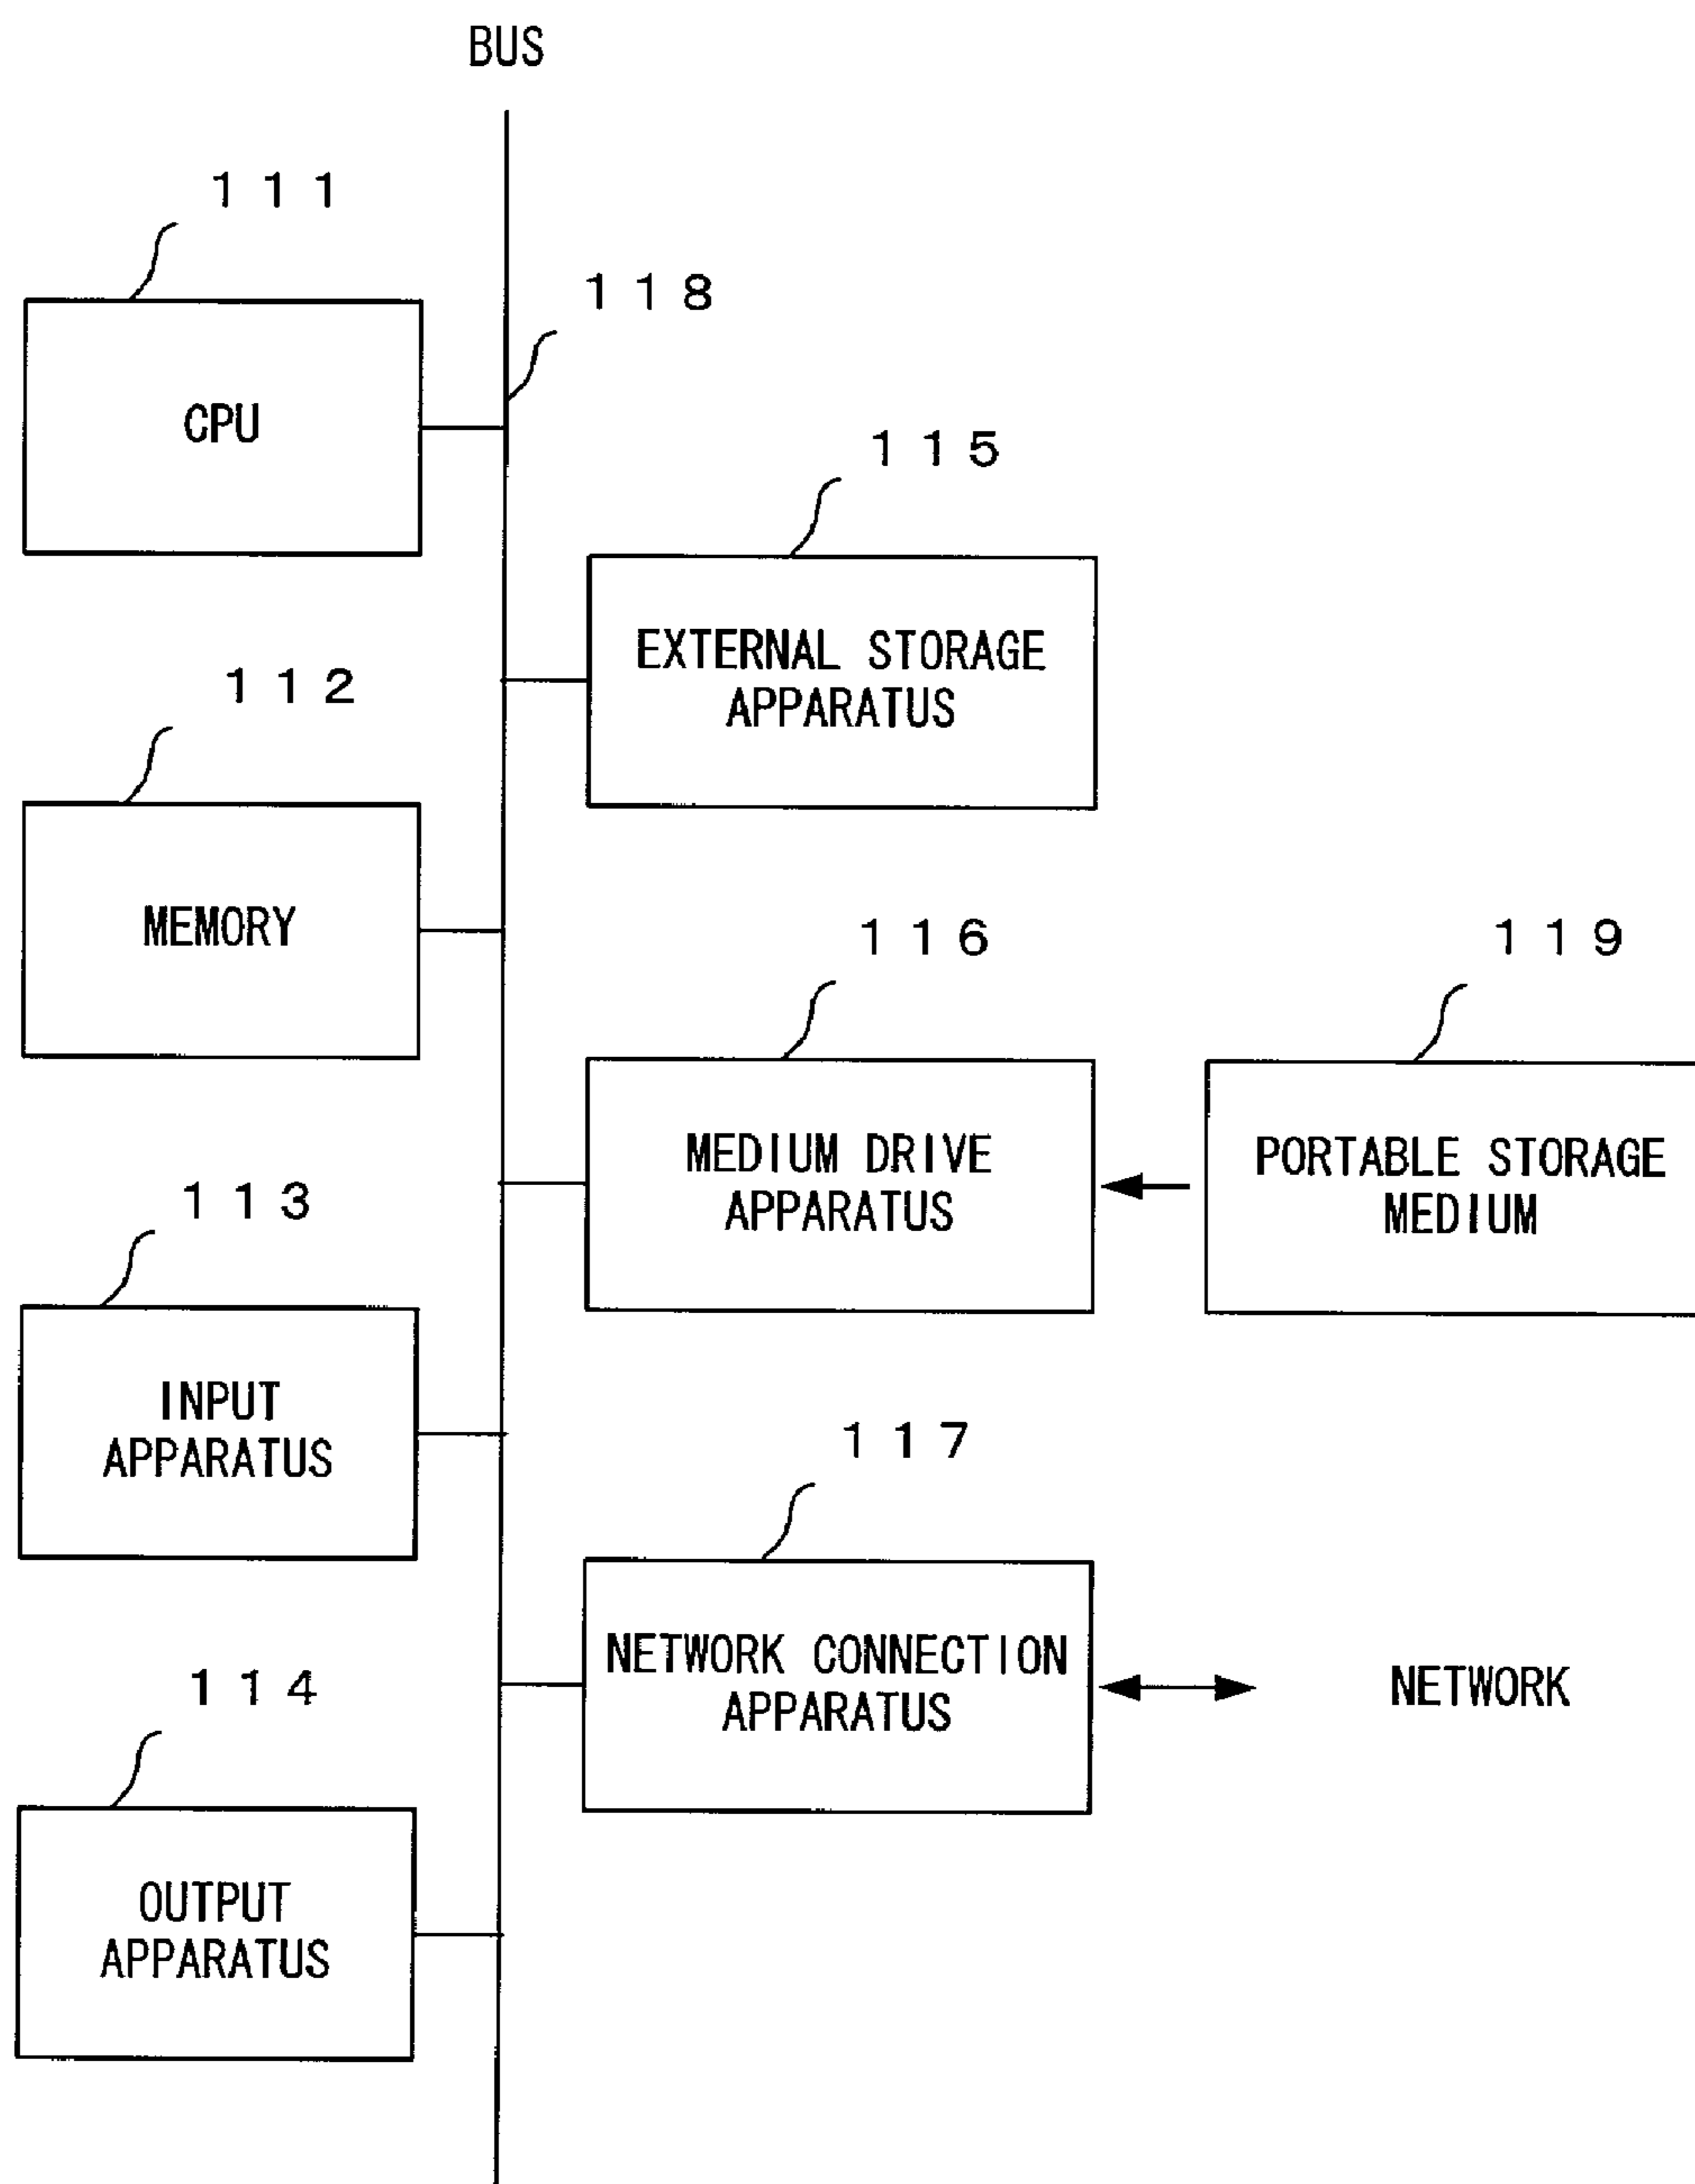 BUS
111
118
CPU
115
EXTERNAL STORAGE
APPARATUS
112
MEMORY
116
119
MEDIUM DRIVE
APPARATUS
PORTABLE STORAGE
MEDIUM
113
INPUT
APPARATUS
117
NETWORK CONNECTION
APPARATUS
NETWORK
114
OUTPUT
APPARATUS